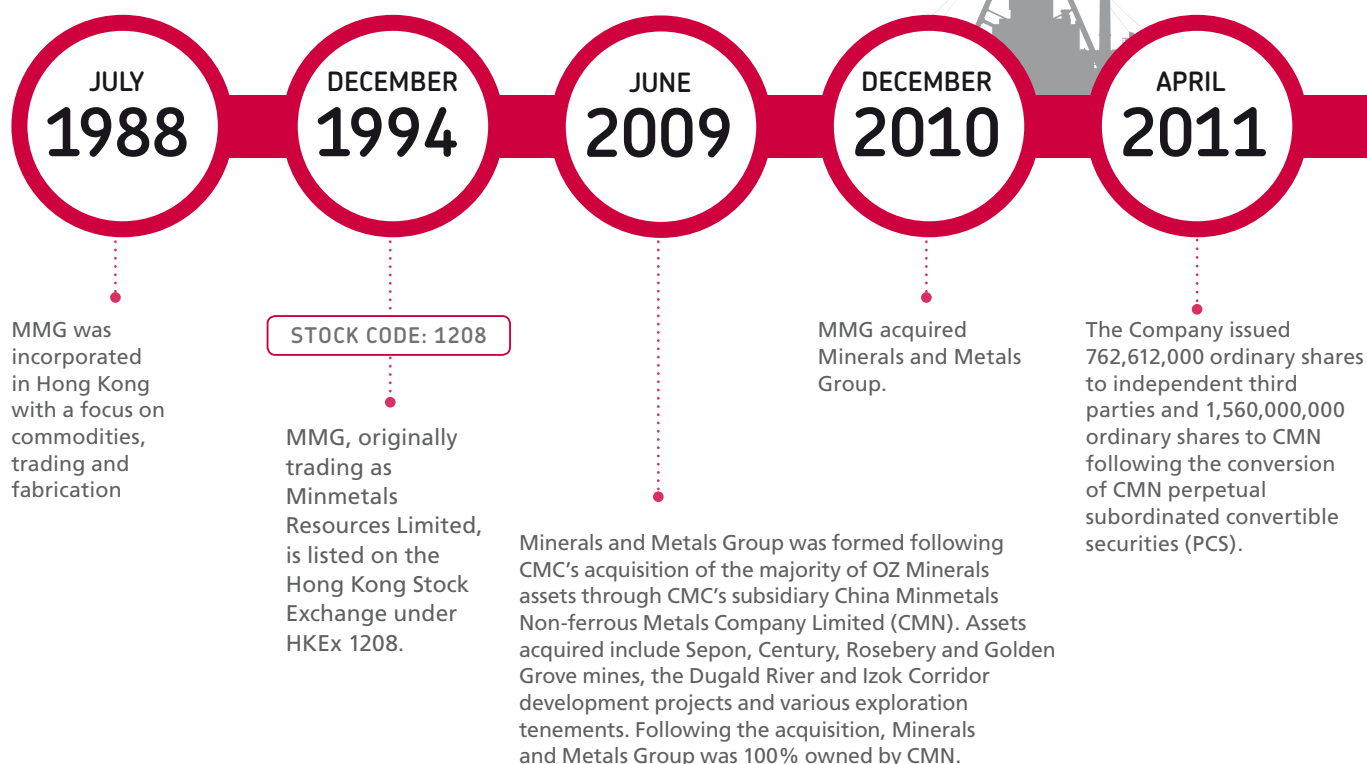 JULY
1988
MMG was
incorporated
in Hong Kong
with a focus on
commodities,
trading and
fabrication
DECEMBER
1994
STOCK CODE: 1208
MMG, originally
trading as
Minmetals
Resources Limited,
is listed on the
Hong Kong Stock
Exchange under
HKEx 1208.
JUNE
2009
Minerals and Metals Group was formed following
CMC’s acquisition of the majority of OZ Minerals
assets through CMC’s subsidiary China Minmetals
Non-ferrous Metals Company Limited (CMN). Assets
acquired include Sepon, Century, Rosebery and Golden
Grove mines, the Dugald River and Izok Corridor
development projects and various exploration
tenements. Following the acquisition, Minerals
and Metals Group was 100% owned by CMN.
DECEMBER
2010
MMG acquired
Minerals and Metals
Group.
APRIL
2011
The Company issued
762,612,000 ordinary shares
to independent third
parties and 1,560,000,000
ordinary shares to CMN
following the conversion
of CMN perpetual
subordinated convertible
securities (PCS).